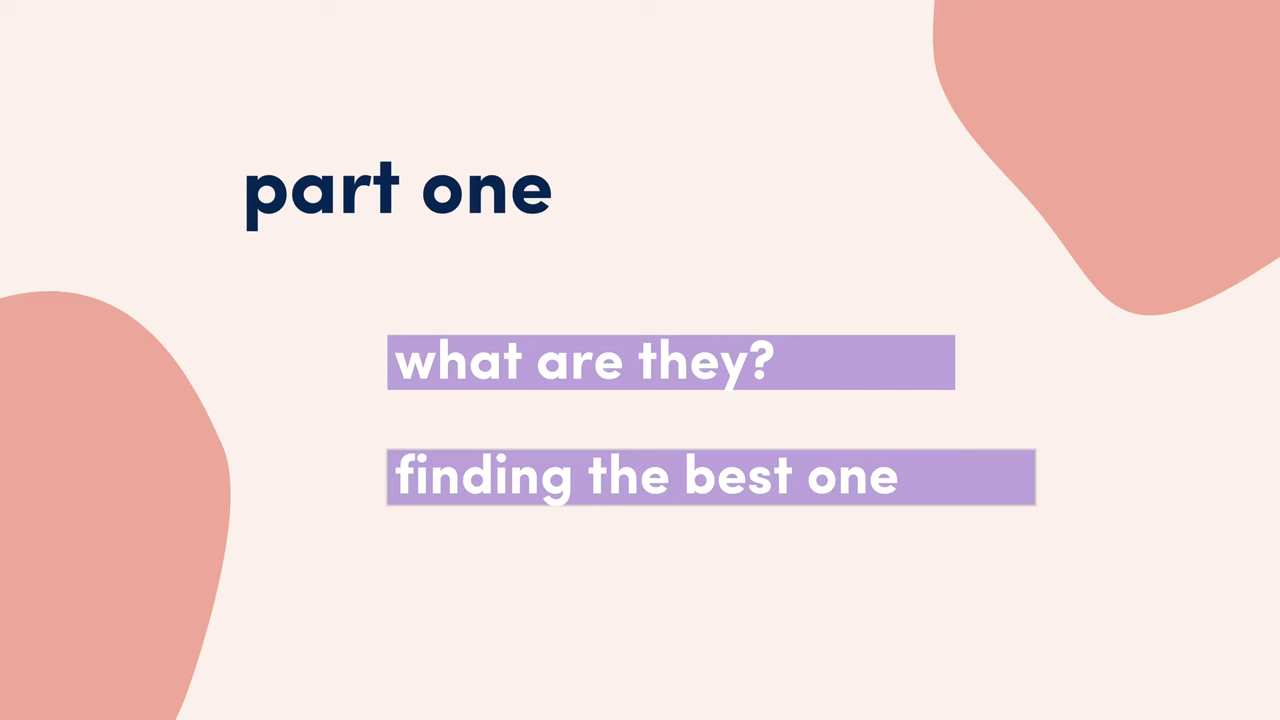 part one
what are they?
finding the best one